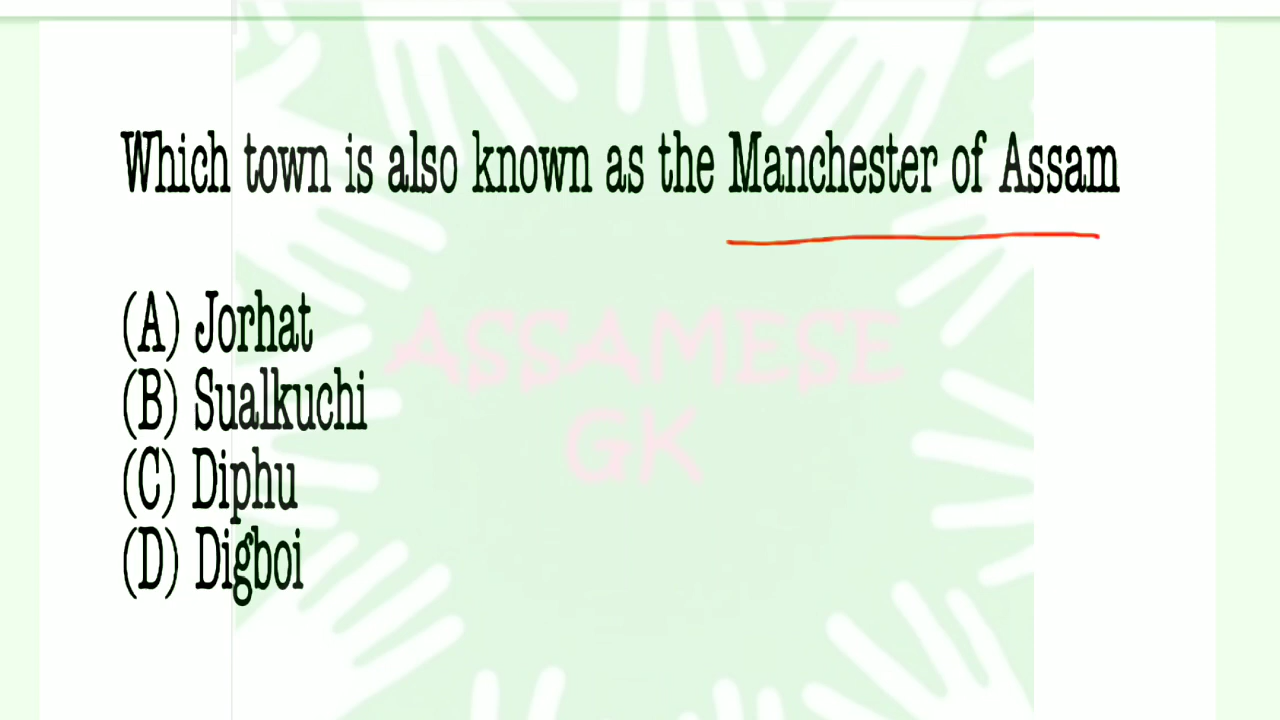 Which town is also known as the Manchester of Assam
(A) Jorhat
(B) Sualkuchi
(C) Diphu
(D) Digboi
ASSAMESE
GK